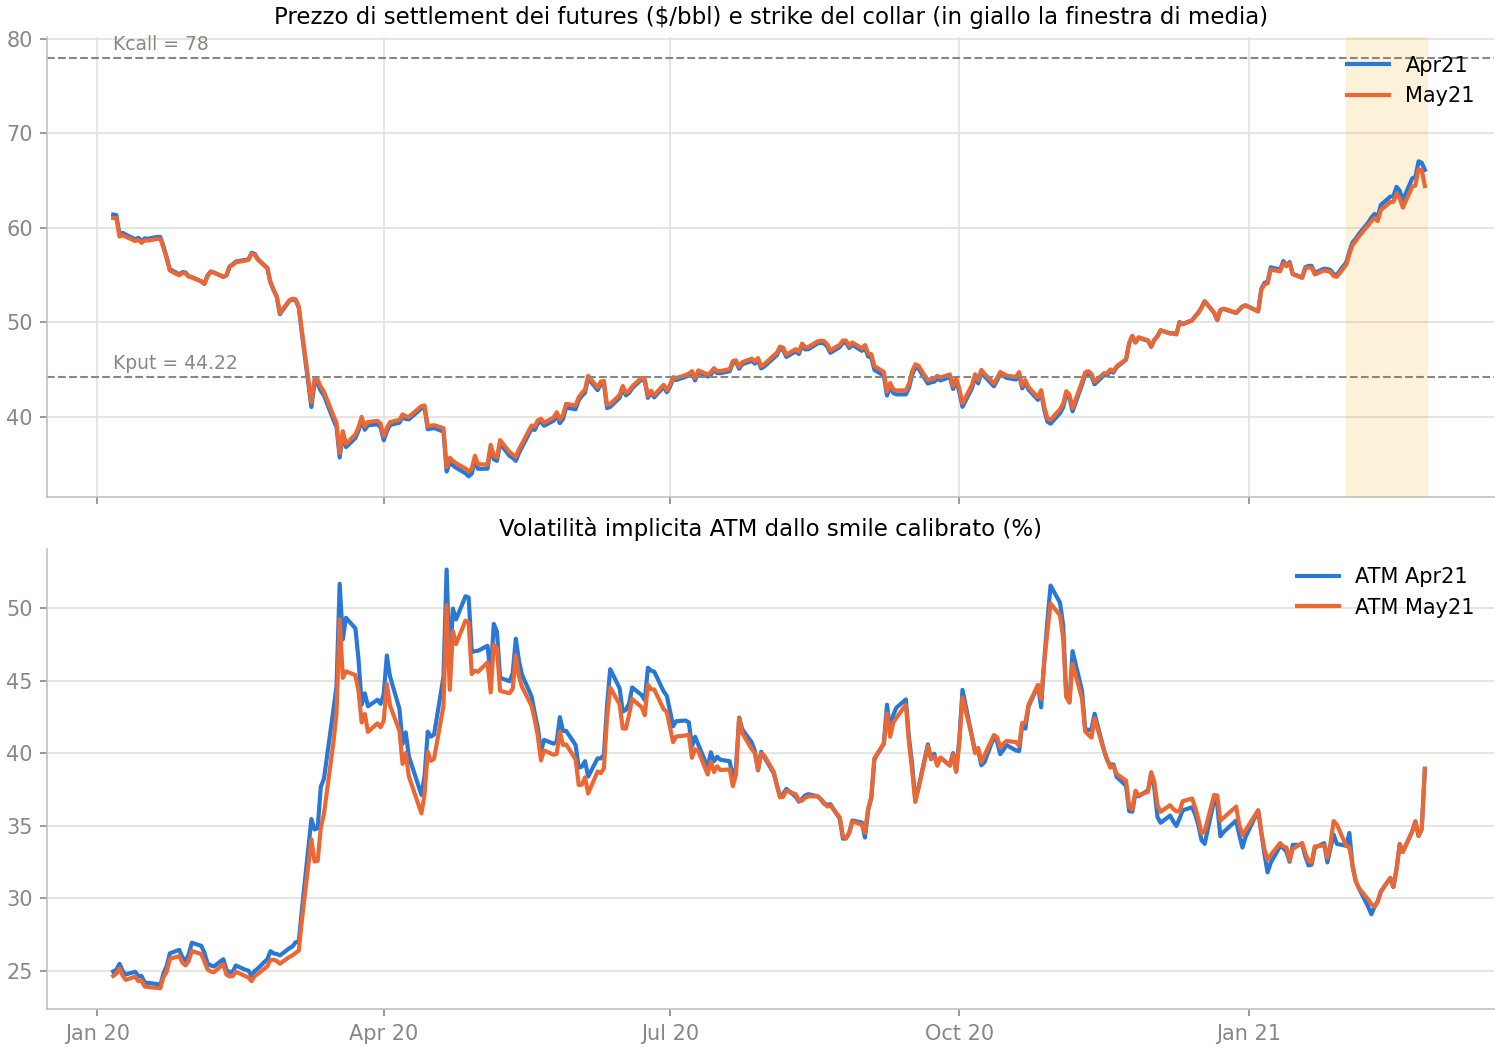 Prezzo di settlement dei futures ($/bbl) e strike del collar (in giallo la finestra di media)
80
Kcall = 78
Apr21
May21
70
60
50
Kput = 44.22
40
Volatilità implicita ATM dallo smile calibrato (%)
ATM Apr21
ATM May21
50
45
40
35
30
25
Jan 20
Apr 20
Jul 20
Oct 20
Jan 21